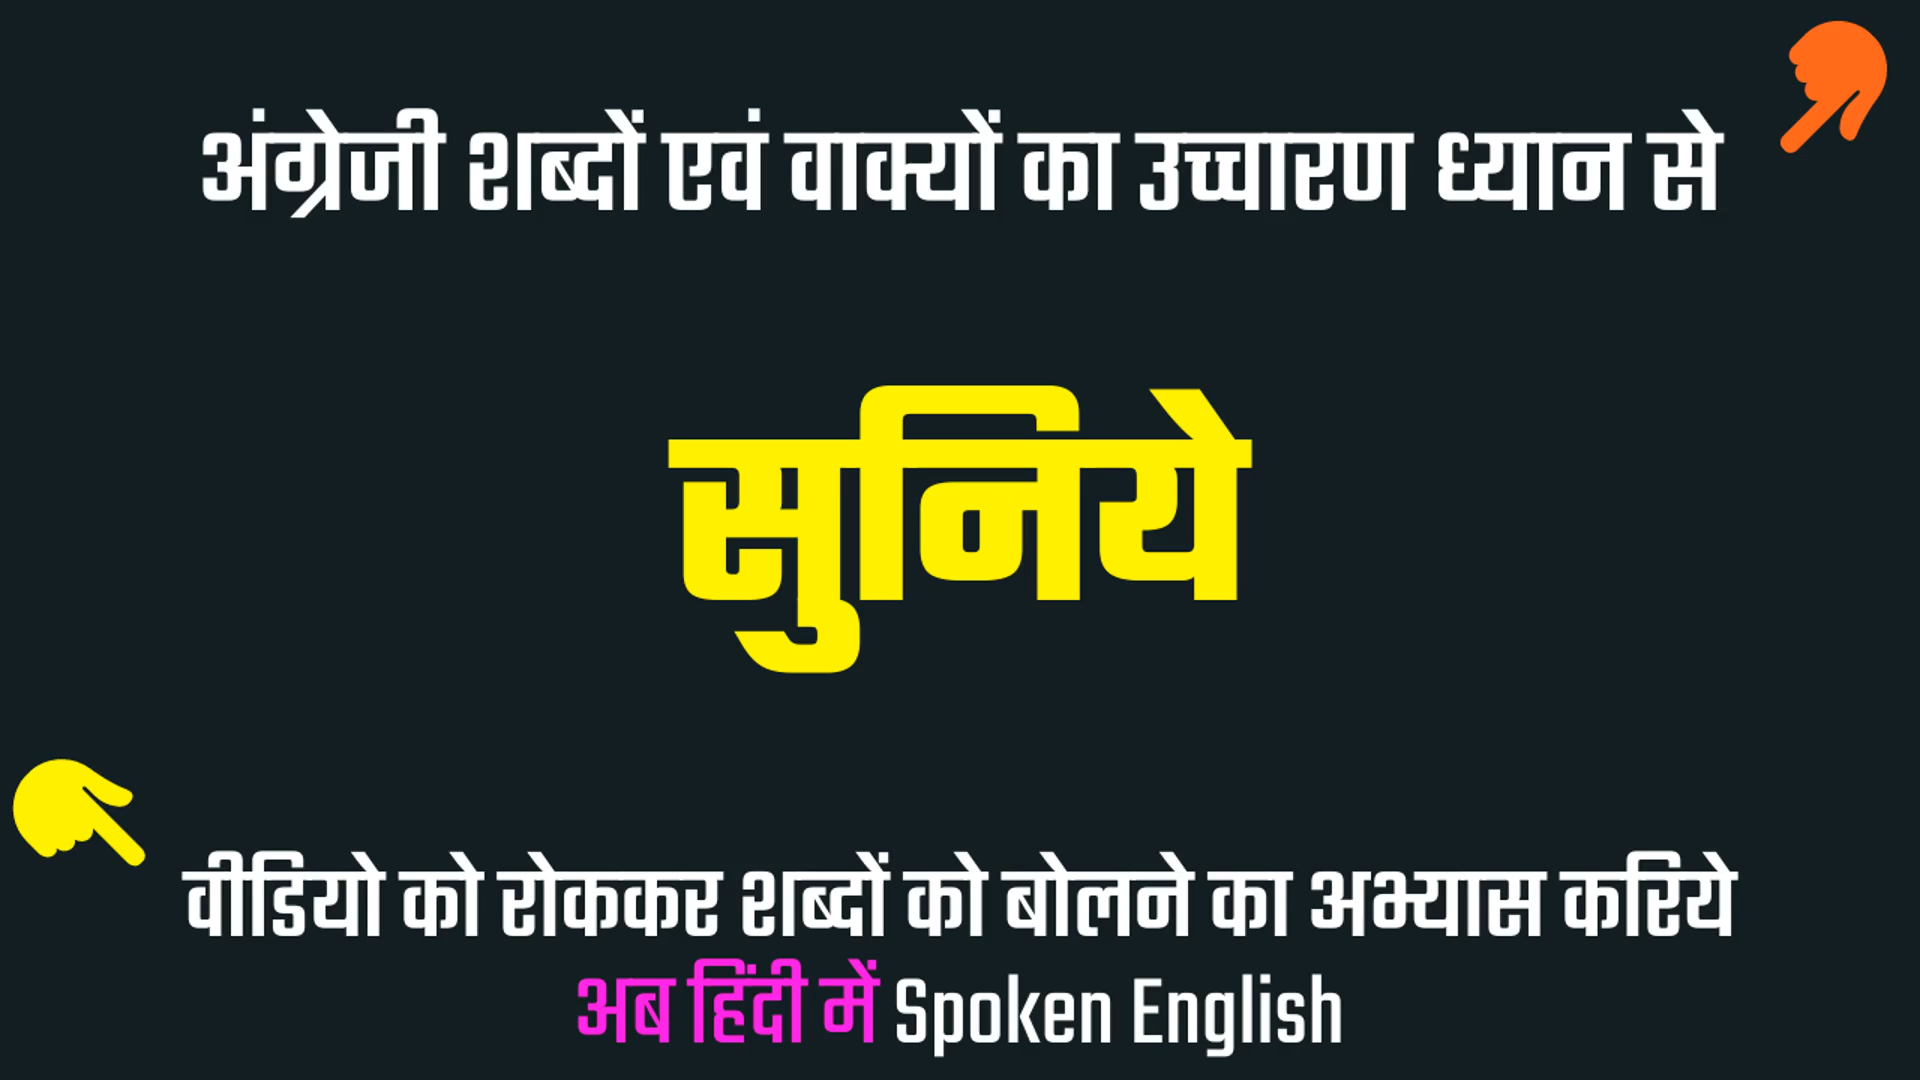 अंग्रेजी शब्दों एवं वाक्यों का उच्चारण ध्यान से
सुनिये
वीडियो को रोककर शब्दों को बोलने का अभ्यास करिये
अब हिंदी में Spoken English